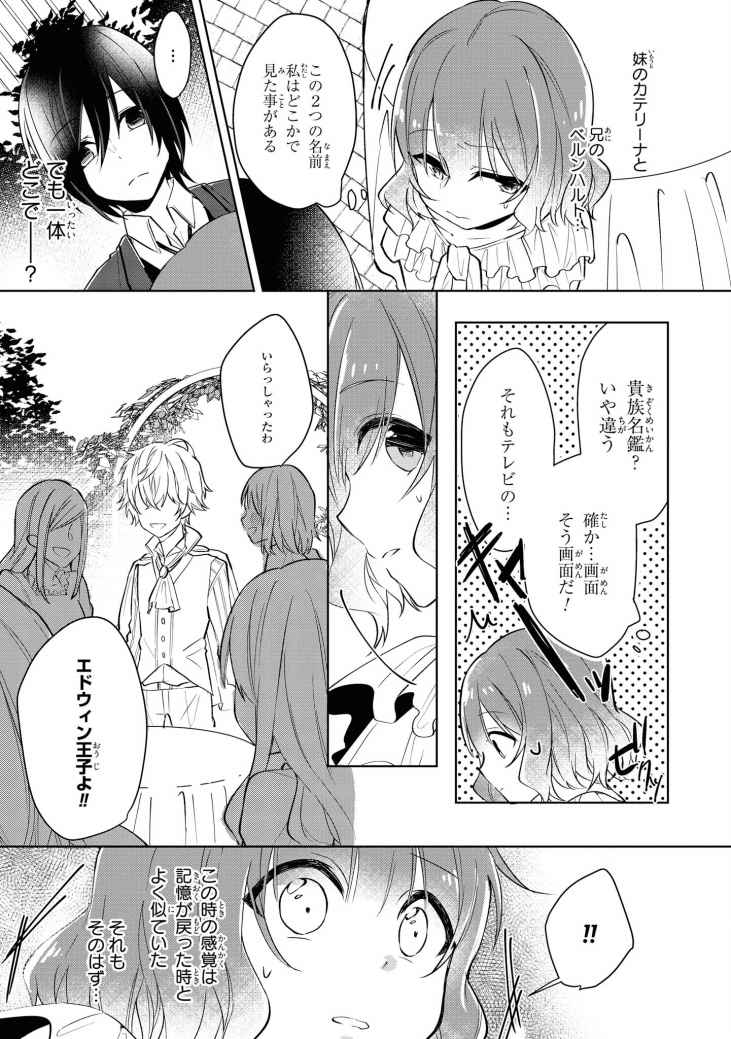 妹のカテリーナと
兄の
ベルンハルト…
この２つの名前
私はどこかで
見た事がある
…
でも一体
どこで──？
貴族名鑑？
いや違う
確か…画面
そう画面だ！
それもテレビの…
キャー
いらっしゃったわ
エドウィン王子よ!!
!!
この時の感覚は
記憶が戻った時と
よく似ていた
それも
そのはず…